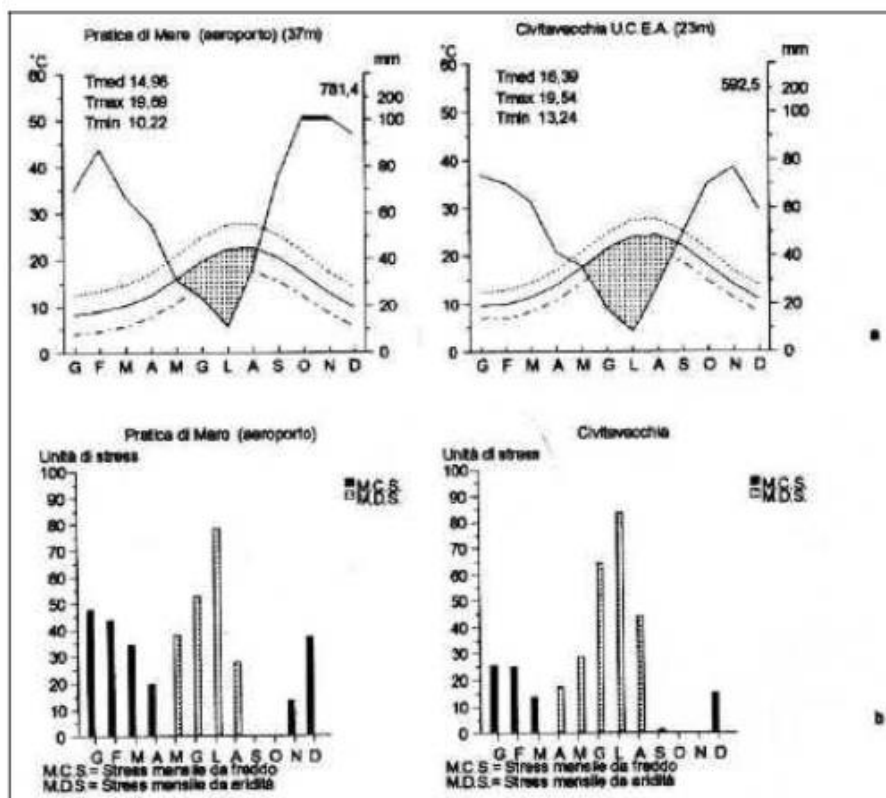 Pratica di Mare (aeroporto) (37m)
°C
mm
60
50
40
30
20
10
0
Tmed 14,96
Tmax 19,69
Tmin 10,22
781,4
200
100
80
60
40
20
0
G F M A M G L A S O N D
Civitavecchia U.C.E.A. (23m)
°C
mm
60
50
40
30
20
10
0
Tmed 16,39
Tmax 19,54
Tmin 13,24
592,5
200
100
80
60
40
20
0
G F M A M G L A S O N D
a
Pratica di Mare (aeroporto)
Unità di stress
100
90
80
70
60
50
40
30
20
10
0
M.C.S.
M.D.S.
G F M A M G L A S O N D
M.C.S.= Stress mensile da freddo
M.D.S.= Stress mensile da aridità
Civitavecchia
Unità di stress
100
90
80
70
60
50
40
30
20
10
0
M.C.S.
M.D.S.
G F M A M G L A S O N D
M.C.S.= Stress mensile da freddo
M.D.S.= Stress mensile da aridità
b